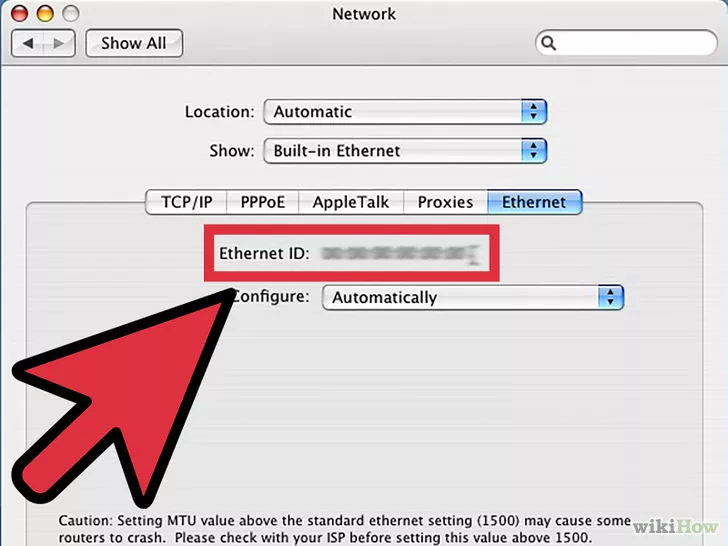 Network
Show All
Location: Automatic
Show: Built-in Ethernet
TCP/IP PPPoE AppleTalk Proxies Ethernet
Ethernet ID:
Configure: Automatically
Caution: Setting MTU value above the standard ethernet setting (1500) may cause some
routers to crash. Please check with your ISP before setting this value above 1500.
wikiHow